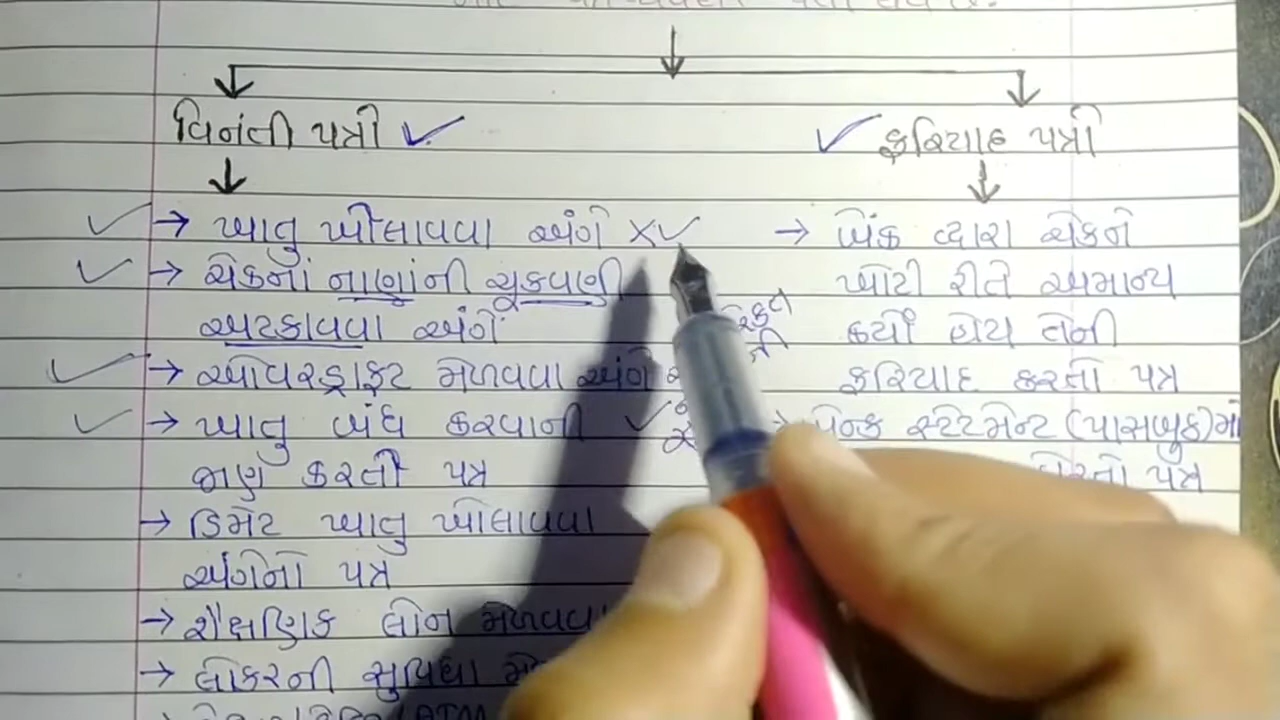 વિનંતી પત્રો
ફરિયાદ પત્રો
→ ખાતુ ખોલાવવા અંગે
→ ચેકનાં નાણાંની ચૂકવણી
અટકાવવા અંગે
→ ઓવરડ્રાફ્ટ મેળવવા અંગે
→ ખાતુ બંધ કરવાની
જાણ કરતો પત્ર
→ ડિમેટ ખાતુ ખોલાવવા
અંગેનો પત્ર
→ શૈક્ષણિક લોન મેળવવા
→ લોકરની સુવિધા
→ બેંક દ્વારા ચેકને
ખોટી રીતે અમાન્ય
કર્યો હોય તેની
ફરિયાદ કરતો પત્ર
બેન્ક સ્ટેટમેન્ટ (પાસબુક)માં
પત્ર